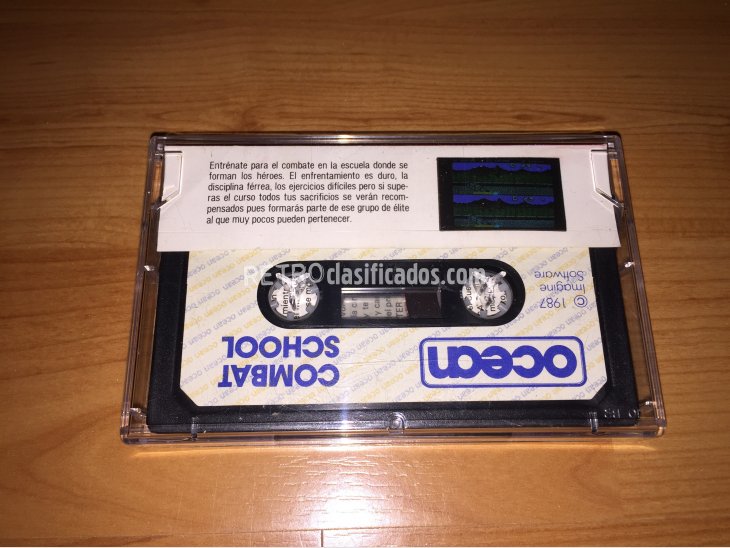 Entrénate para el combate en la escuela donde se
forman los héroes. El enfrentamiento es duro, la
disciplina férrea, los ejercicios difíciles pero si supe-
ras el curso todos tus sacrificios se verán recom-
pensados pues formarás parte de ese grupo de élite
al que muy pocos pueden pertenecer.
RETROclasificados.com
© 1987
Imagine
Software
ocean
COMBAT
SCHOOL